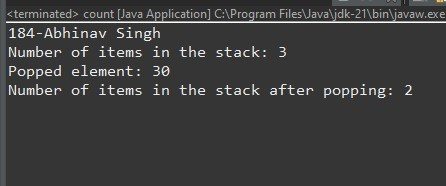 <terminated> count [Java Application] C:\Program Files\Java\jdk-21\bin\javaw.exe
184-Abhinav Singh
Number of items in the stack: 3
Popped element: 30
Number of items in the stack after popping: 2